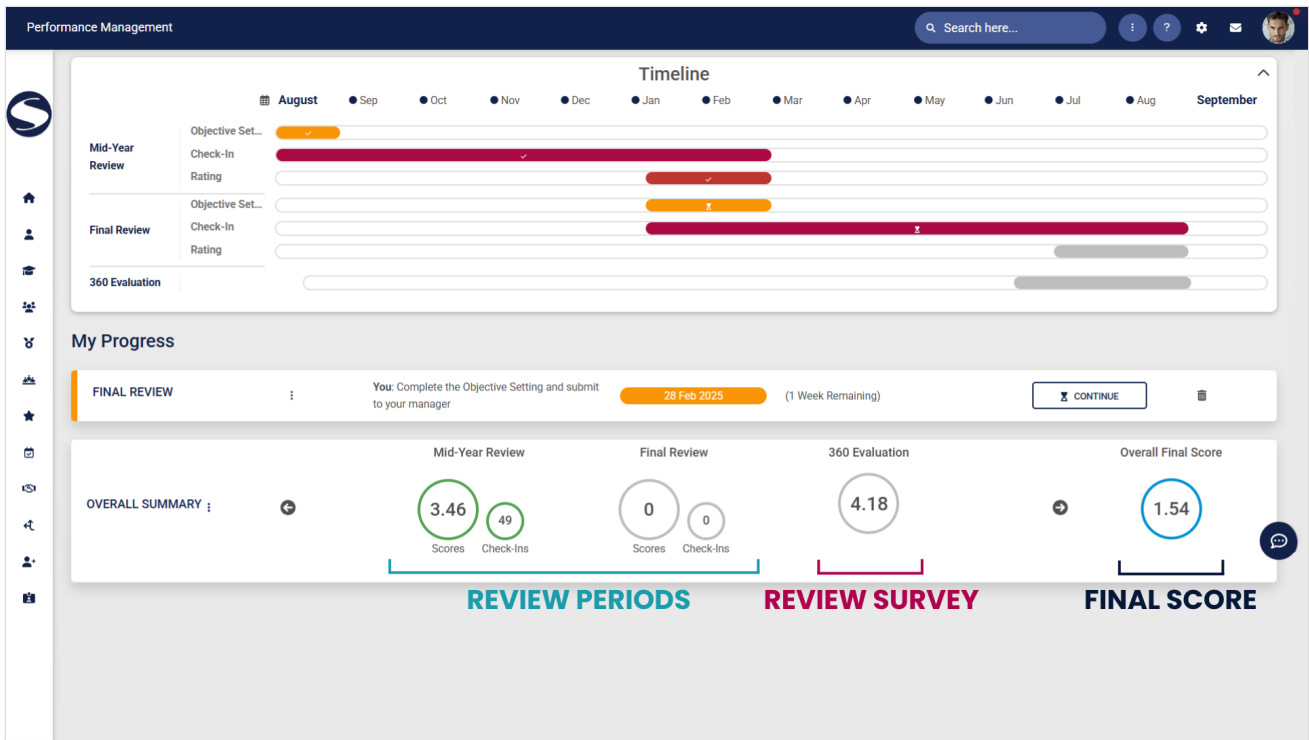 Performance Management
Search here...
?
Timeline
August Sep Oct Nov Dec Jan Feb Mar Apr May Jun Jul Aug September
Mid-Year
Review
Objective Set...
Check-In
Rating
Final Review
Objective Set...
Check-In
Rating
360 Evaluation
My Progress
FINAL REVIEW
You: Complete the Objective Setting and submit
to your manager
28 Feb 2025
(1 Week Remaining)
CONTINUE
Mid-Year Review Final Review 360 Evaluation Overall Final Score
OVERALL SUMMARY
3.46 49 0 0 4.18 1.54
Scores Check-Ins Scores Check-Ins
REVIEW PERIODS REVIEW SURVEY FINAL SCORE